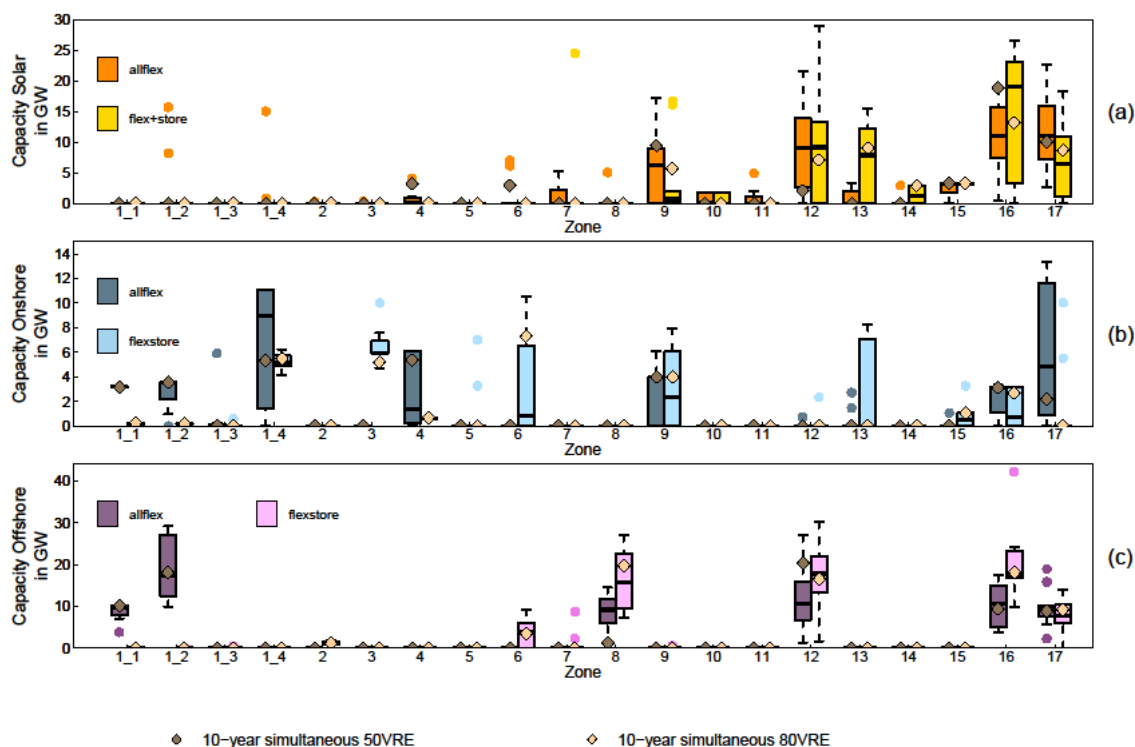 30
25
20
15
10
5
0
Capacity Solar
in GW
allflex
flex+store
(a)
1_1 1_2 1_3 1_4 2 3 4 5 6 7 8 9 10 11 12 13 14 15 16 17
Zone
14
12
10
8
6
4
2
0
Capacity Onshore
in GW
allflex
flexstore
(b)
1_1 1_2 1_3 1_4 2 3 4 5 6 7 8 9 10 11 12 13 14 15 16 17
Zone
40
30
20
10
0
Capacity Offshore
in GW
allflex flexstore
(c)
1_1 1_2 1_3 1_4 2 3 4 5 6 7 8 9 10 11 12 13 14 15 16 17
Zone
10−year simultaneous 50VRE 10−year simultaneous 80VRE